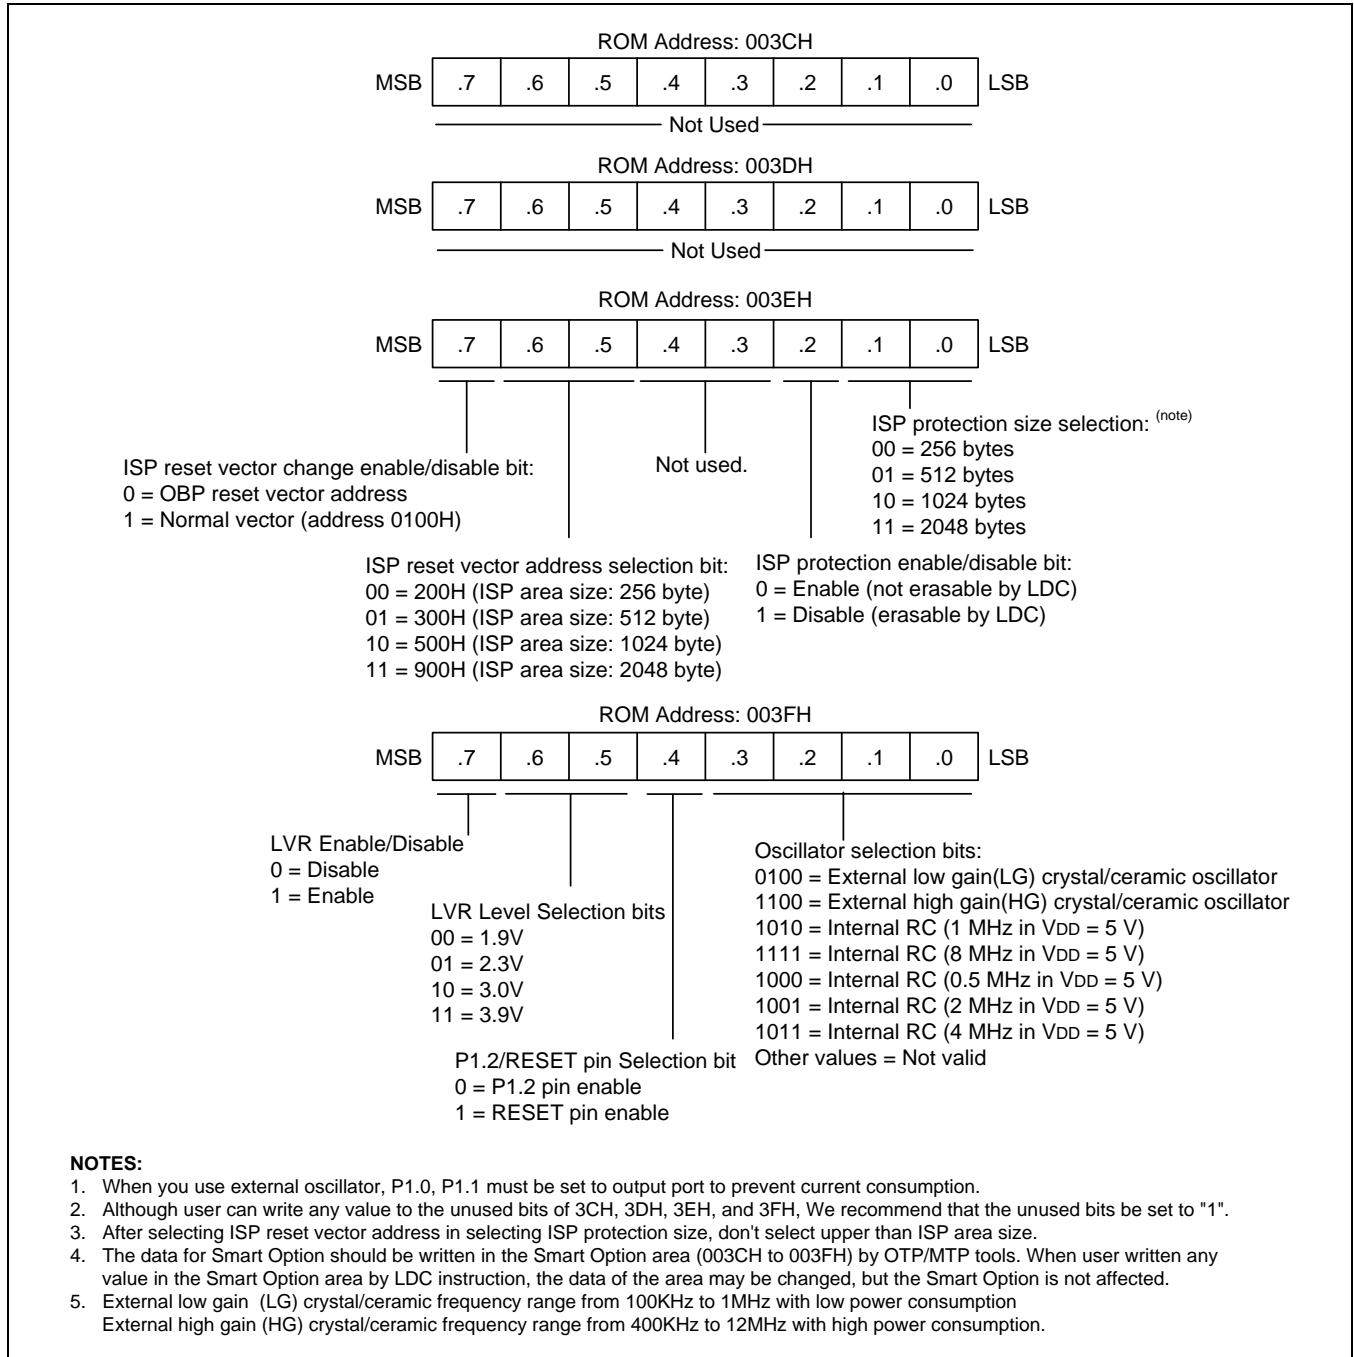 ROM Address: 003CH
MSB .7 .6 .5 .4 .3 .2 .1 .0 LSB
Not Used
ROM Address: 003DH
MSB .7 .6 .5 .4 .3 .2 .1 .0 LSB
Not Used
ROM Address: 003EH
MSB .7 .6 .5 .4 .3 .2 .1 .0 LSB
ISP reset vector change enable/disable bit:
0 = OBP reset vector address
1 = Normal vector (address 0100H)
ISP reset vector address selection bit:
00 = 200H (ISP area size: 256 byte)
01 = 300H (ISP area size: 512 byte)
10 = 500H (ISP area size: 1024 byte)
11 = 900H (ISP area size: 2048 byte)
Not used.
ISP protection size selection: (note)
00 = 256 bytes
01 = 512 bytes
10 = 1024 bytes
11 = 2048 bytes
ISP protection enable/disable bit:
0 = Enable (not erasable by LDC)
1 = Disable (erasable by LDC)
ROM Address: 003FH
MSB .7 .6 .5 .4 .3 .2 .1 .0 LSB
LVR Enable/Disable
0 = Disable
1 = Enable
LVR Level Selection bits
00 = 1.9V
01 = 2.3V
10 = 3.0V
11 = 3.9V
P1.2/RESET pin Selection bit
0 = P1.2 pin enable
1 = RESET pin enable
Oscillator selection bits:
0100 = External low gain(LG) crystal/ceramic oscillator
1100 = External high gain(HG) crystal/ceramic oscillator
1010 = Internal RC (1 MHz in VDD = 5 V)
1111 = Internal RC (8 MHz in VDD = 5 V)
1000 = Internal RC (0.5 MHz in VDD = 5 V)
1001 = Internal RC (2 MHz in VDD = 5 V)
1011 = Internal RC (4 MHz in VDD = 5 V)
Other values = Not valid
NOTES:
1. When you use external oscillator, P1.0, P1.1 must be set to output port to prevent current consumption.
2. Although user can write any value to the unused bits of 3CH, 3DH, 3EH, and 3FH, We recommend that the unused bits be set to "1".
3. After selecting ISP reset vector address in selecting ISP protection size, don't select upper than ISP area size.
4. The data for Smart Option should be written in the Smart Option area (003CH to 003FH) by OTP/MTP tools. When user written any
value in the Smart Option area by LDC instruction, the data of the area may be changed, but the Smart Option is not affected.
5. External low gain (LG) crystal/ceramic frequency range from 100KHz to 1MHz with low power consumption
External high gain (HG) crystal/ceramic frequency range from 400KHz to 12MHz with high power consumption.